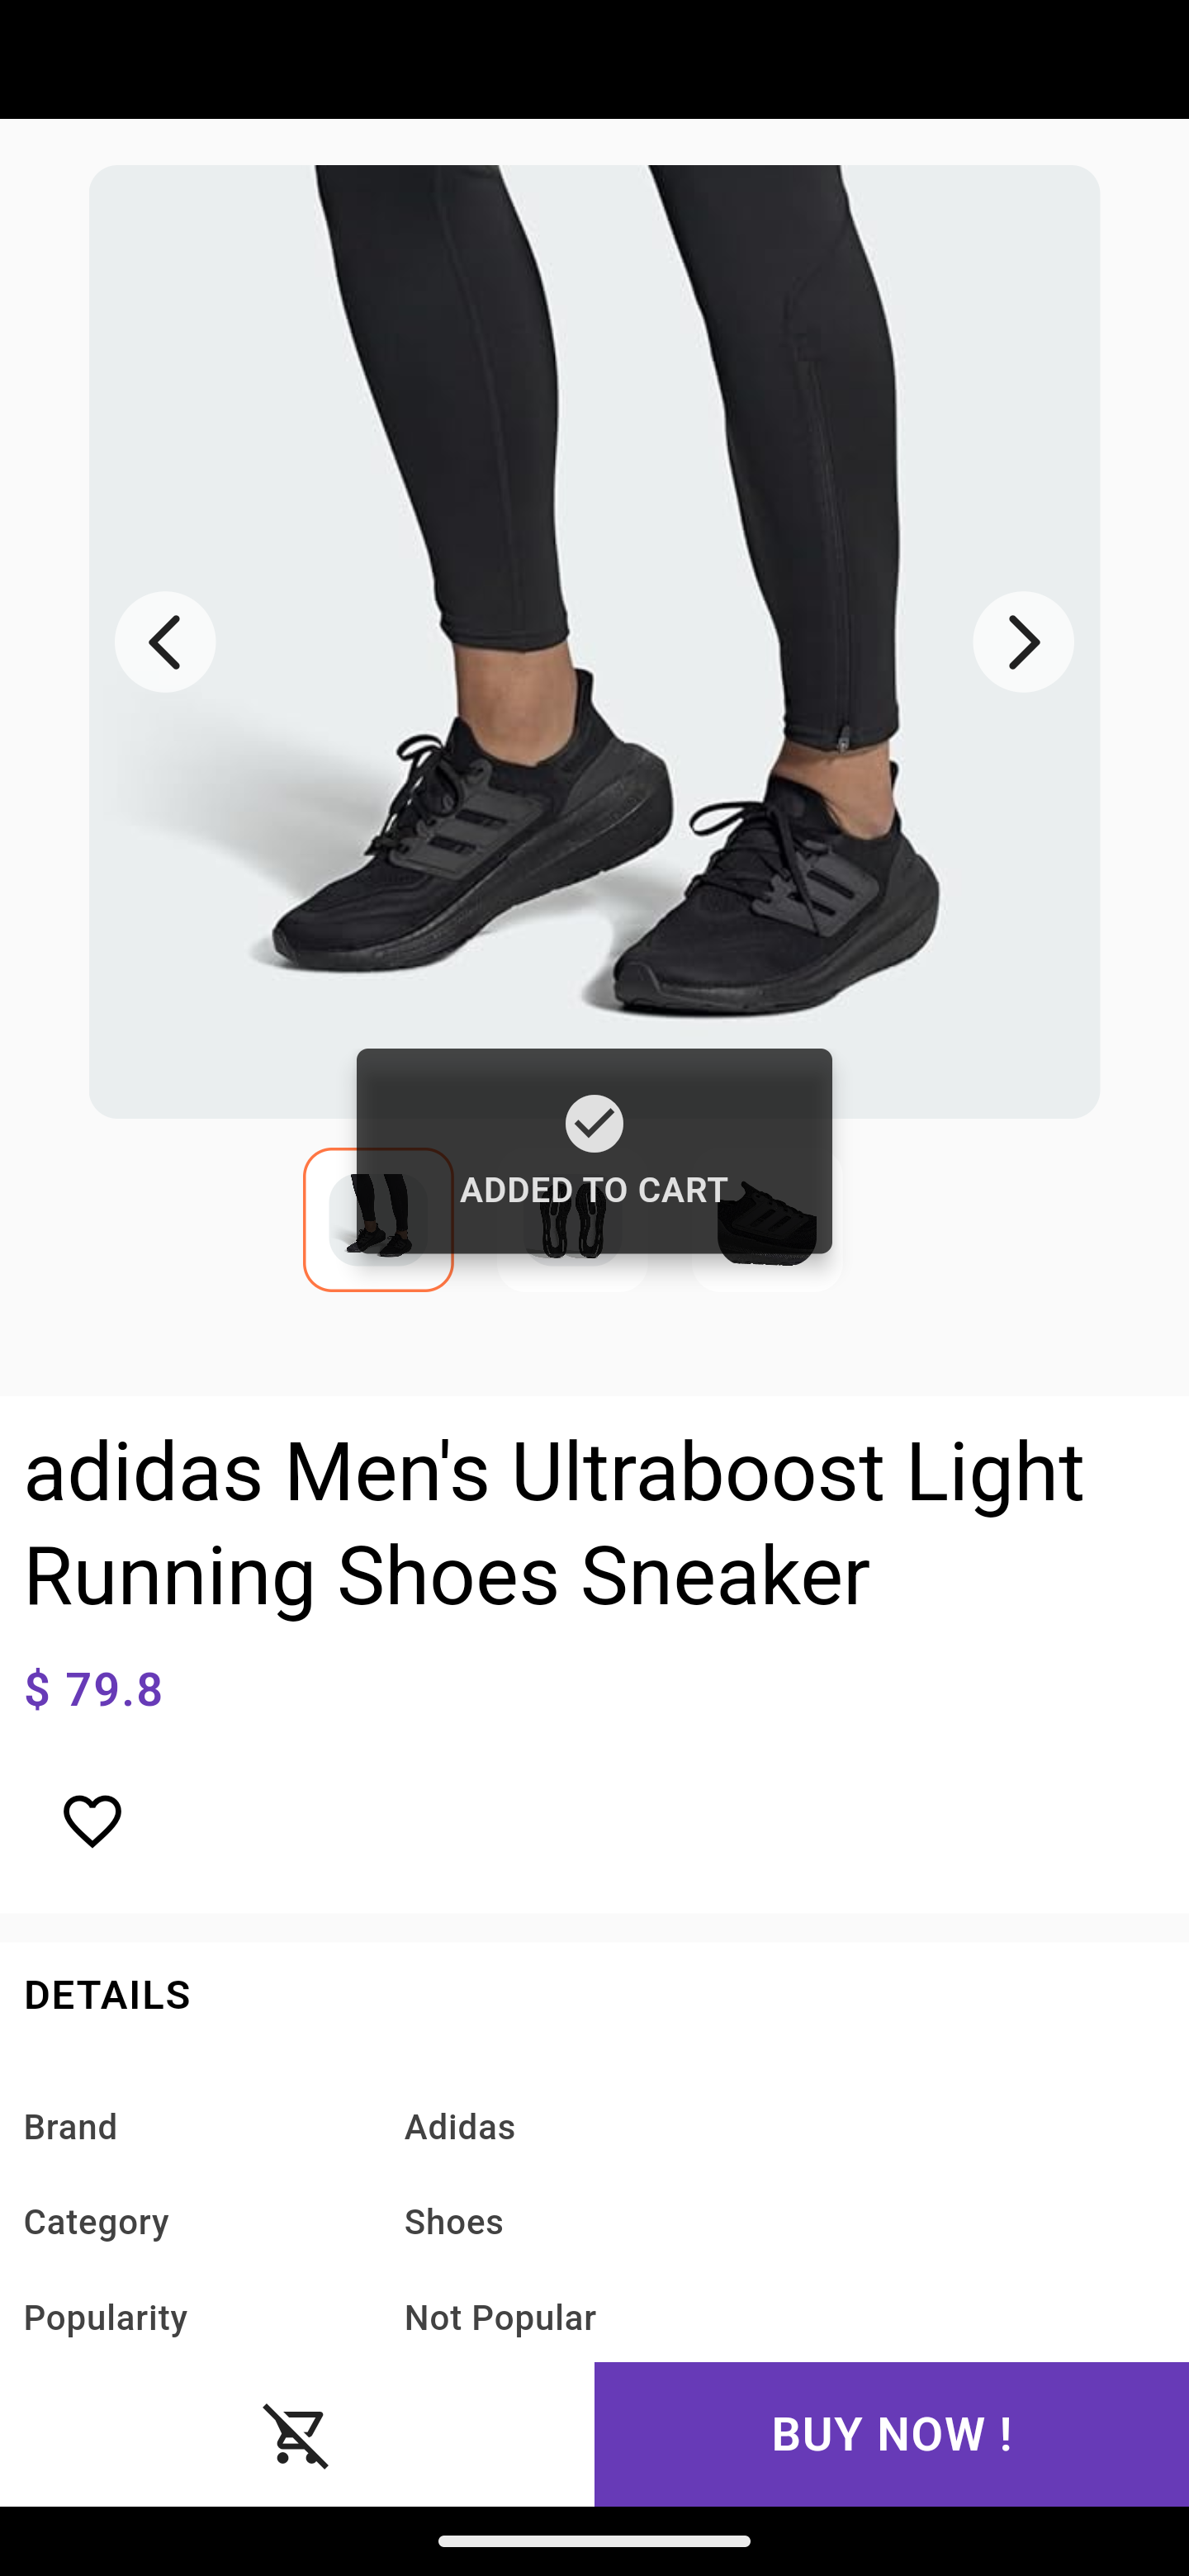 ADDED TO CART
adidas Men's Ultraboost Light
Running Shoes Sneaker
$ 79.8
DETAILS
Brand Adidas
Category Shoes
Popularity Not Popular
BUY NOW !